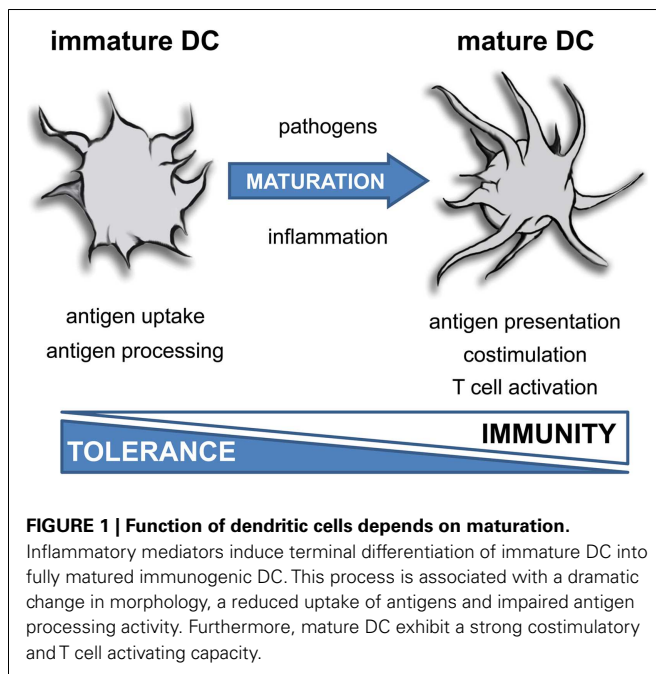 immature DC
mature DC
pathogens
MATURATION
inflammation
antigen uptake
antigen processing
antigen presentation
costimulation
T cell activation
IMMUNITY
TOLERANCE
FIGURE 1 | Function of dendritic cells depends on maturation.
Inflammatory mediators induce terminal differentiation of immature DC into
fully matured immunogenic DC. This process is associated with a dramatic
change in morphology, a reduced uptake of antigens and impaired antigen
processing activity. Furthermore, mature DC exhibit a strong costimulatory
and T cell activating capacity.